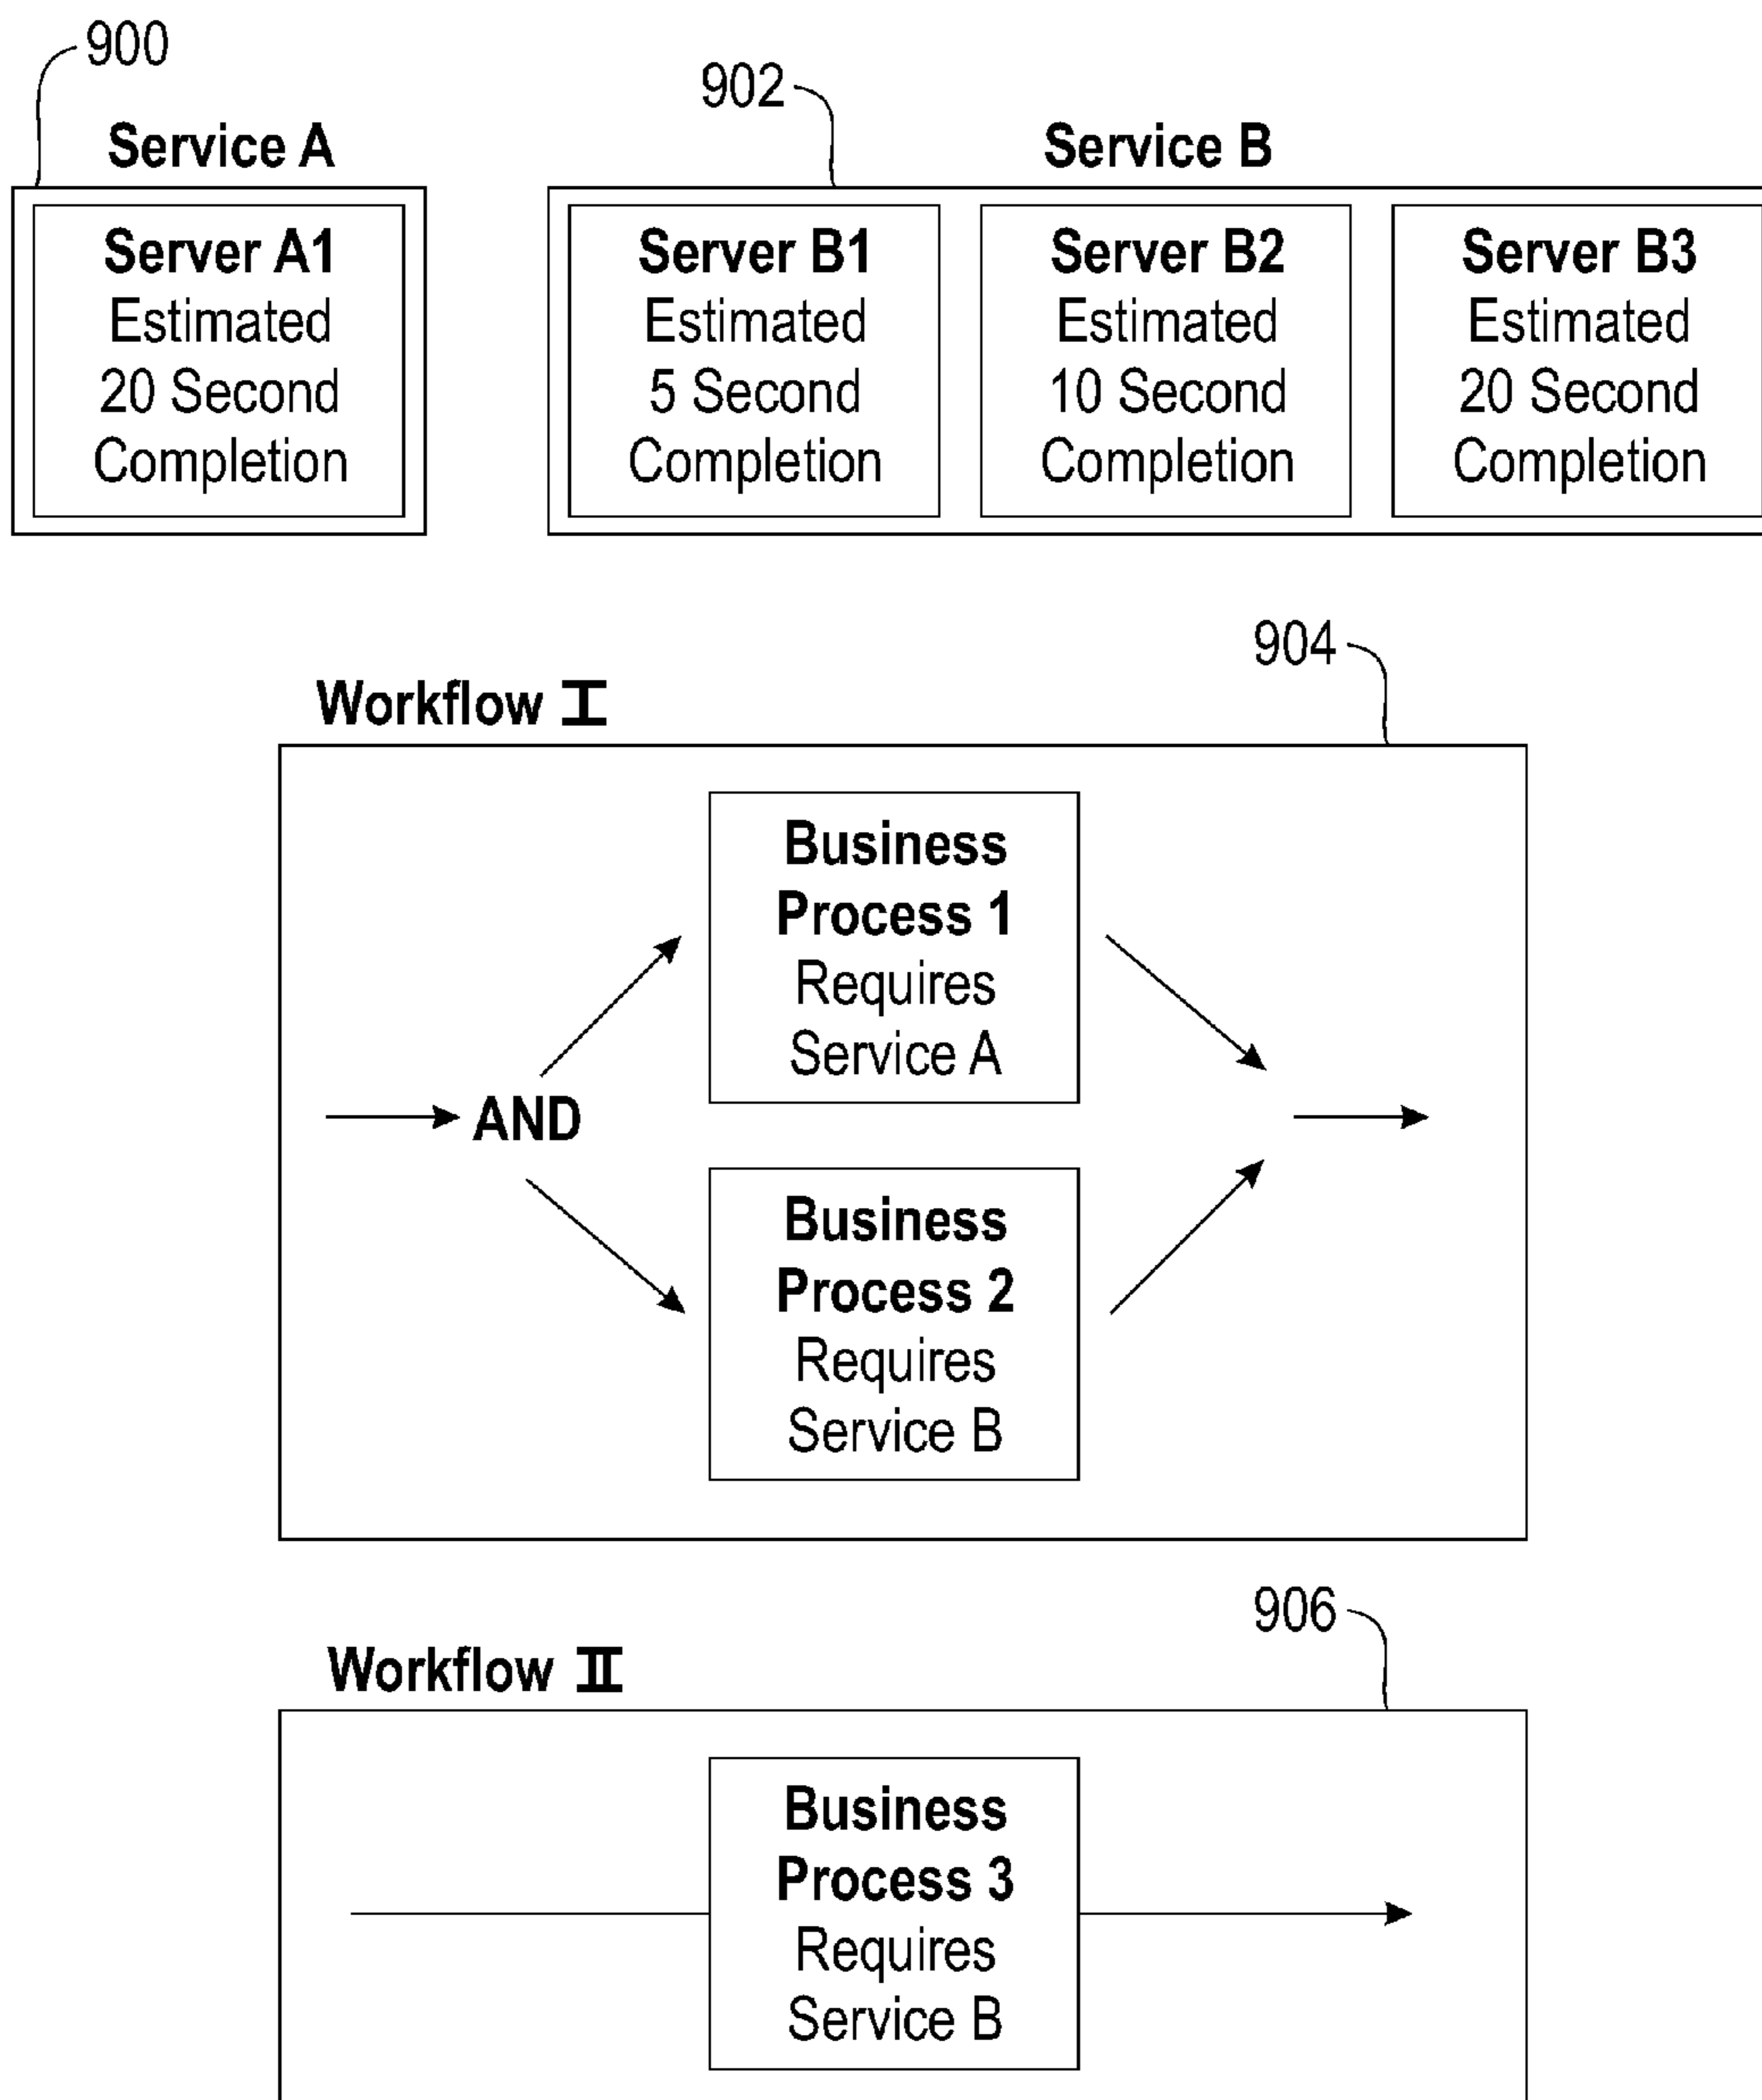 900
902
Service A
Service B
Server A1
Estimated
20 Second
Completion
Server B1
Estimated
5 Second
Completion
Server B2
Estimated
10 Second
Completion
Server B3
Estimated
20 Second
Completion
904
Workflow I
Business
Process 1
Requires
Service A
AND
Business
Process 2
Requires
Service B
906
Workflow II
Business
Process 3
Requires
Service B